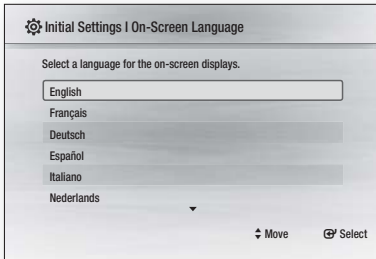 Initial Settings I On-Screen Language
Select a language for the on-screen displays.
English
Français
Deutsch
Español
Italiano
Nederlands
Move Select